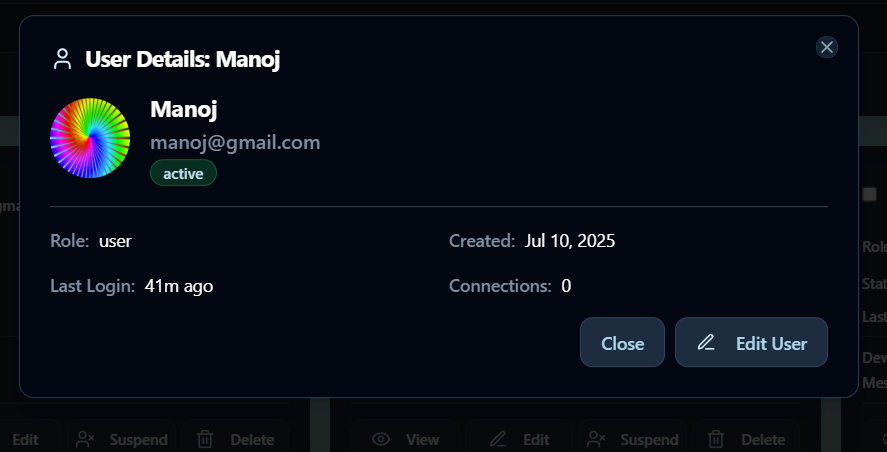 User Details: Manoj
Manoj
manoj@gmail.com
active
Role: user
Created: Jul 10, 2025
Last Login: 41m ago
Connections: 0
Close
Edit User
Edit
Suspend
Delete
View
Edit
Suspend
Delete